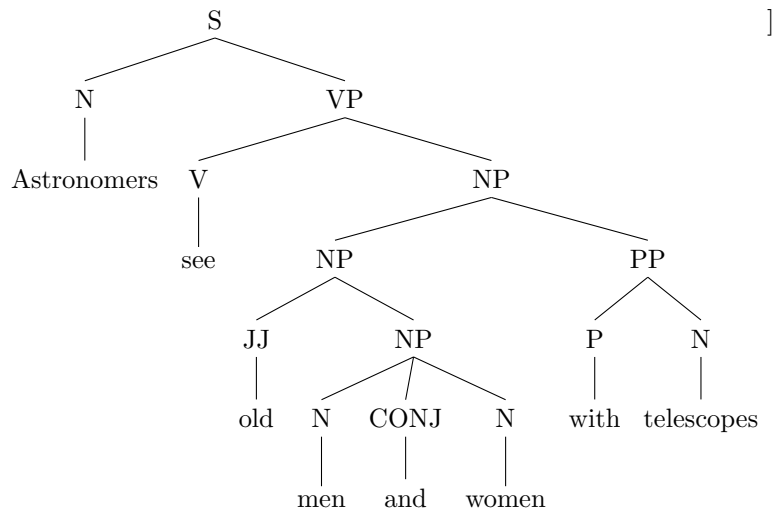 S ]
N VP
Astronomers V NP
see NP PP
JJ NP P N
old N CONJ N with telescopes
men and women